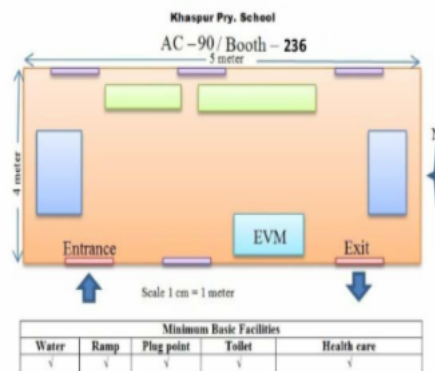 Khaspur Pry. School
AC -90/ Booth - 236
5 meter
4 meter
N
EVM
Entrance
Exit
Scale 1 cm = 1 meter
Minimum Basic Facilities
Water Ramp Plug point Toilet Health care
√ √ √ √ √